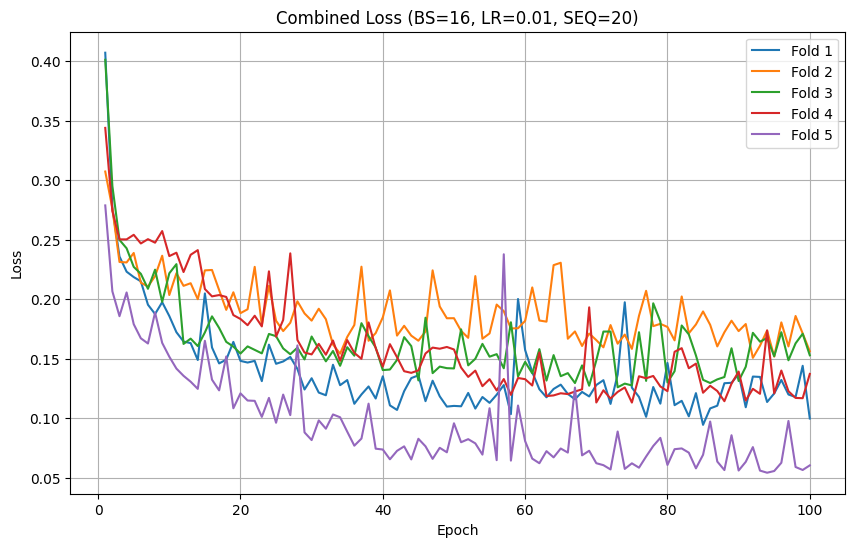 Combined Loss (BS=16, LR=0.01, SEQ=20)
Fold 1
Fold 2
Fold 3
Fold 4
Fold 5
Loss
0.40
0.35
0.30
0.25
0.20
0.15
0.10
0.05
0 20 40 60 80 100
Epoch